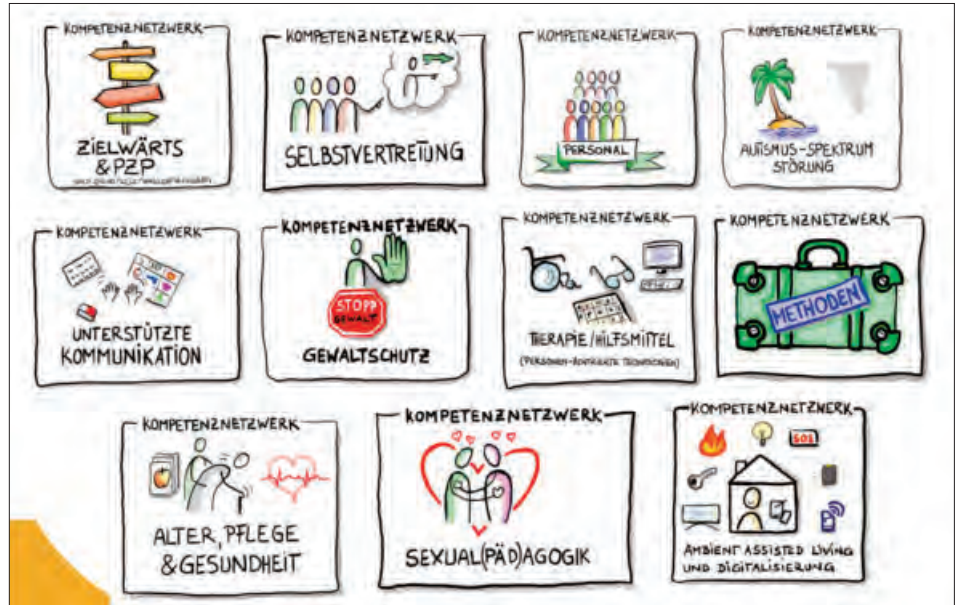 KOMPETENZNETZWERK
ZIELWÄRTS
& PZP
KOMPETENZNETZWERK
SELBSTVERTRETUNG
KOMPETENZNETZWERK
PERSONAL
KOMPETENZNETZWERK
AUTISMUS-SPEKTRUM
STÖRUNG
KOMPETENZNETZWERK
UNTERSTÜTZTE
KOMMUNIKATION
KOMPETENZNETZWERK
STOPP
GEWALT
GEWALTSCHUTZ
KOMPETENZNETZWERK
THERAPIE/HILFSMITTEL
KOMPETENZNETZWERK
METHODEN
KOMPETENZNETZWERK
ALTER, PFLEGE
& GESUNDHEIT
KOMPETENZNETZWERK
SEXUAL(PÄD)AGOGIK
KOMPETENZNETZWERK
SOS
AMBIENT ASSISTED LIVING
UND DIGITALISIERUNG